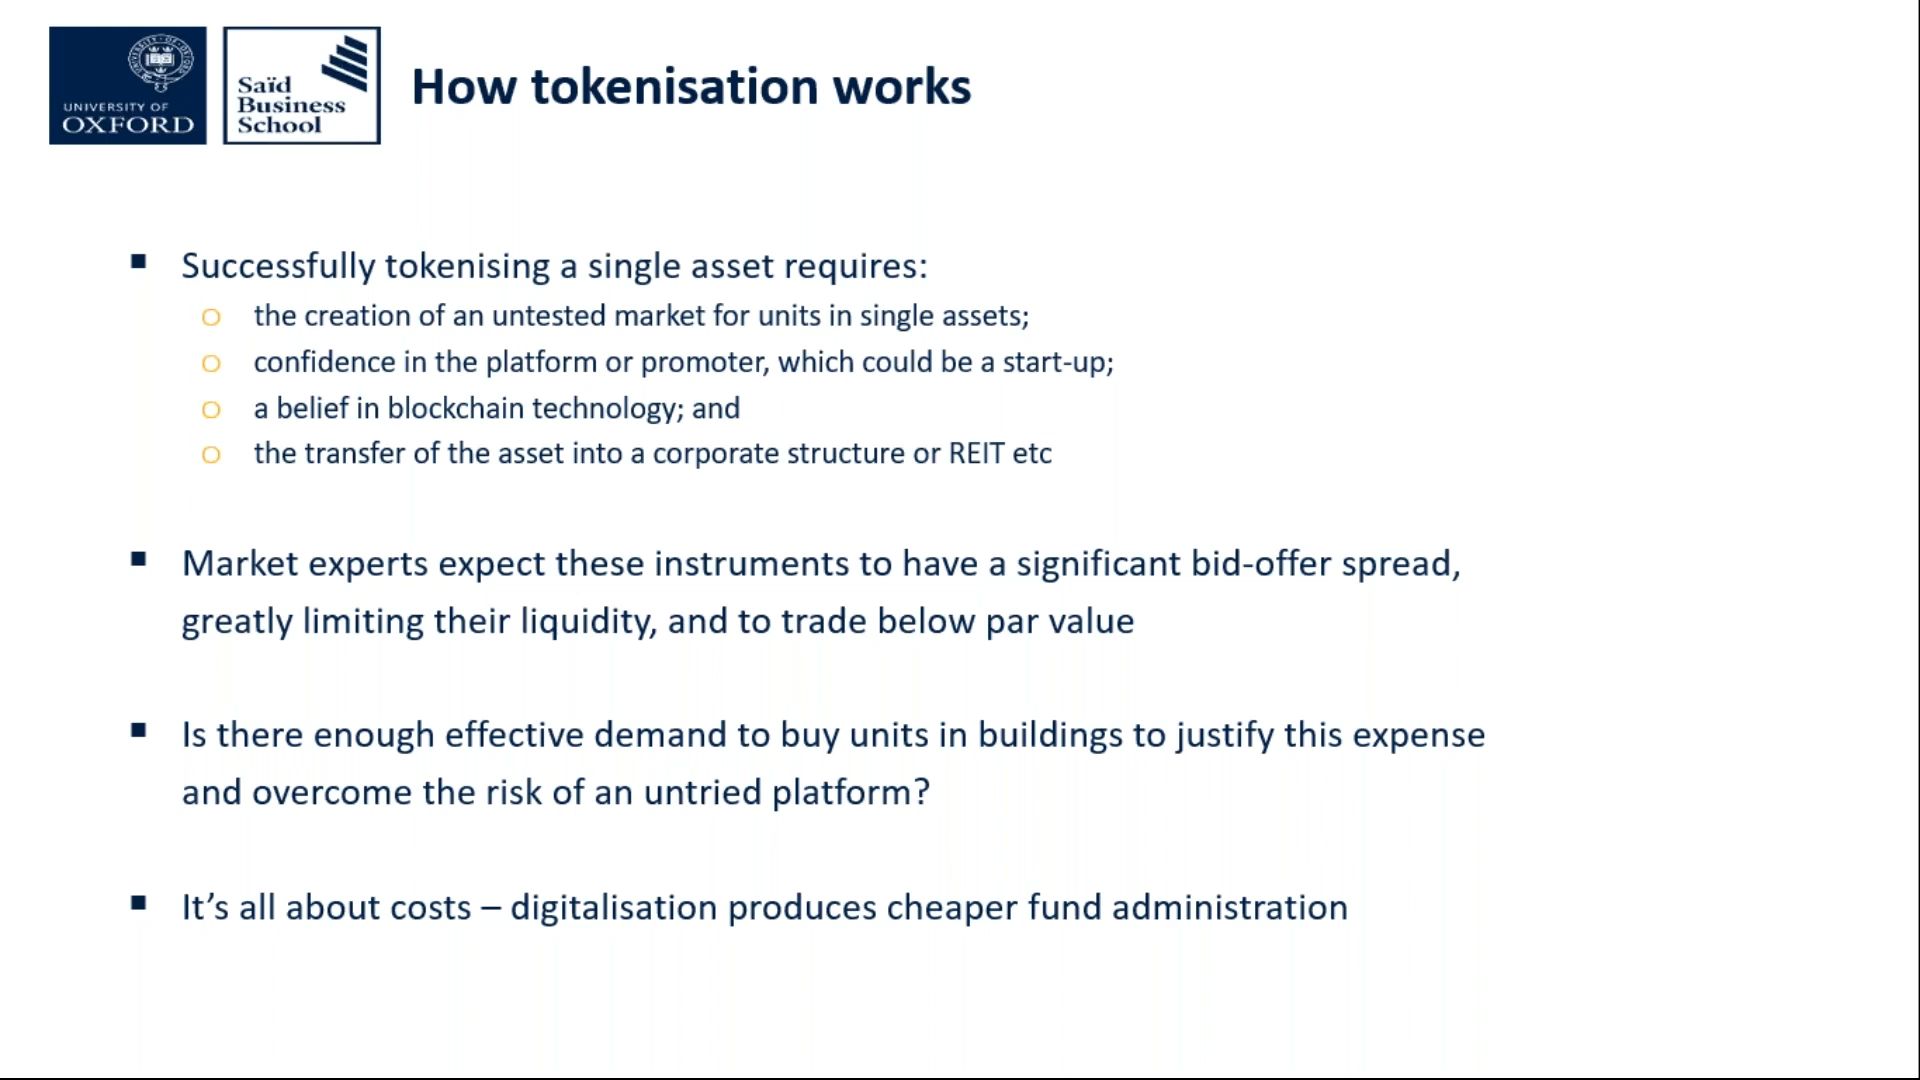 UNIVERSITY OF
OXFORD
Saïd
Business
School
How tokenisation works
▪ Successfully tokenising a single asset requires:
o the creation of an untested market for units in single assets;
o confidence in the platform or promoter, which could be a start-up;
o a belief in blockchain technology; and
o the transfer of the asset into a corporate structure or REIT etc
▪ Market experts expect these instruments to have a significant bid-offer spread,
greatly limiting their liquidity, and to trade below par value
▪ Is there enough effective demand to buy units in buildings to justify this expense
and overcome the risk of an untried platform?
▪ It’s all about costs – digitalisation produces cheaper fund administration